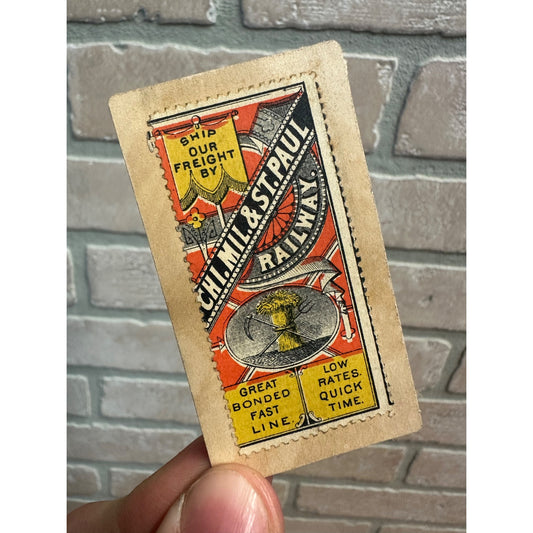 SHIP
OUR
FREIGHT
BY
CHI. MIL. & ST. PAUL
RAILWAY.
GREAT
BONDED
FAST
LINE.
LOW
RATES.
QUICK
TIME.